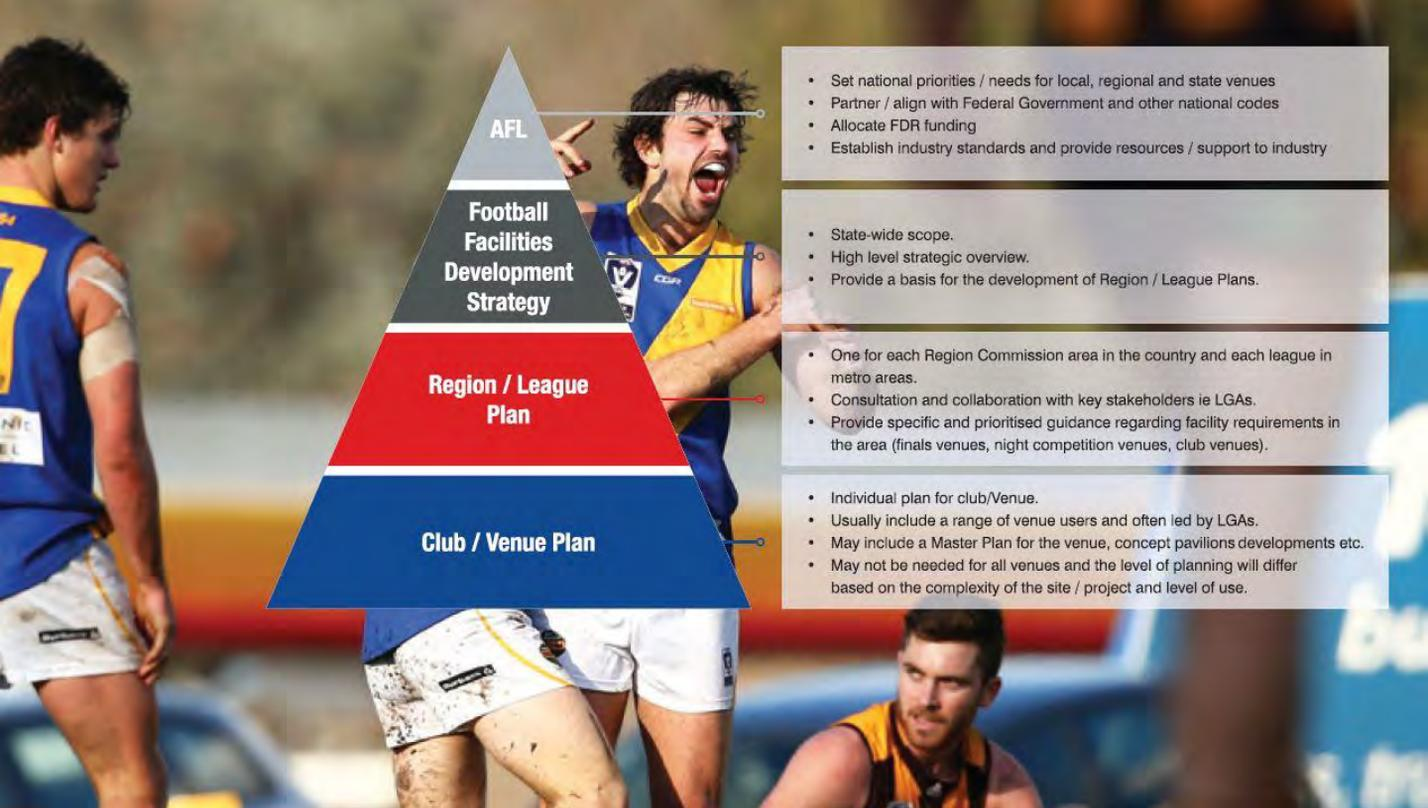 AFL
• Set national priorities / needs for local, regional and state venues
• Partner / align with Federal Government and other national codes
• Allocate FDR funding
• Establish industry standards and provide resources / support to industry
Football
Facilities
Development
Strategy
• State-wide scope.
• High level strategic overview.
• Provide a basis for the development of Region / League Plans.
Region / League
Plan
• One for each Region Commission area in the country and each league in
metro areas.
• Consultation and collaboration with key stakeholders ie LGAs.
• Provide specific and prioritised guidance regarding facility requirements in
the area (finals venues, night competition venues, club venues).
Club / Venue Plan
• Individual plan for club/Venue.
• Usually include a range of venue users and often led by LGAs.
• May include a Master Plan for the venue, concept pavilions developments etc.
• May not be needed for all venues and the level of planning will differ
based on the complexity of the site / project and level of use.